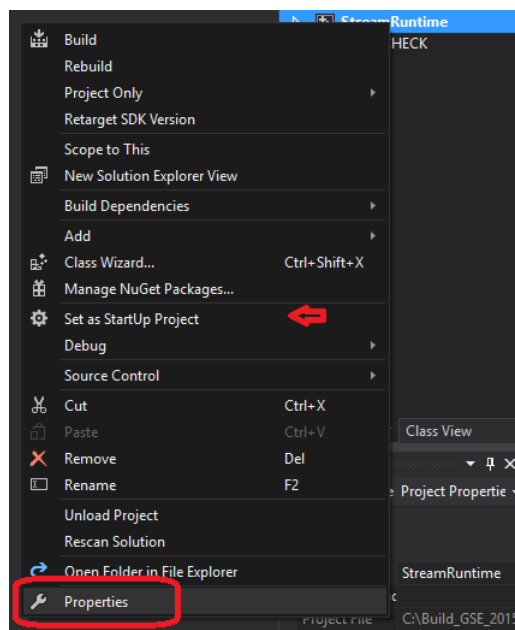 StreamRuntime
Build
HECK
Rebuild
Project Only
Retarget SDK Version
Scope to This
New Solution Explorer View
Build Dependencies
Add
Class Wizard... Ctrl+Shift+X
Manage NuGet Packages...
Set as StartUp Project
Debug
Source Control
Cut Ctrl+X
Paste Ctrl+V
Class View
Remove Del
Rename F2
e Project Propertie
Unload Project
Rescan Solution
Open Folder in File Explorer
StreamRuntime
Properties
Project File C:\Build_GSE_2015